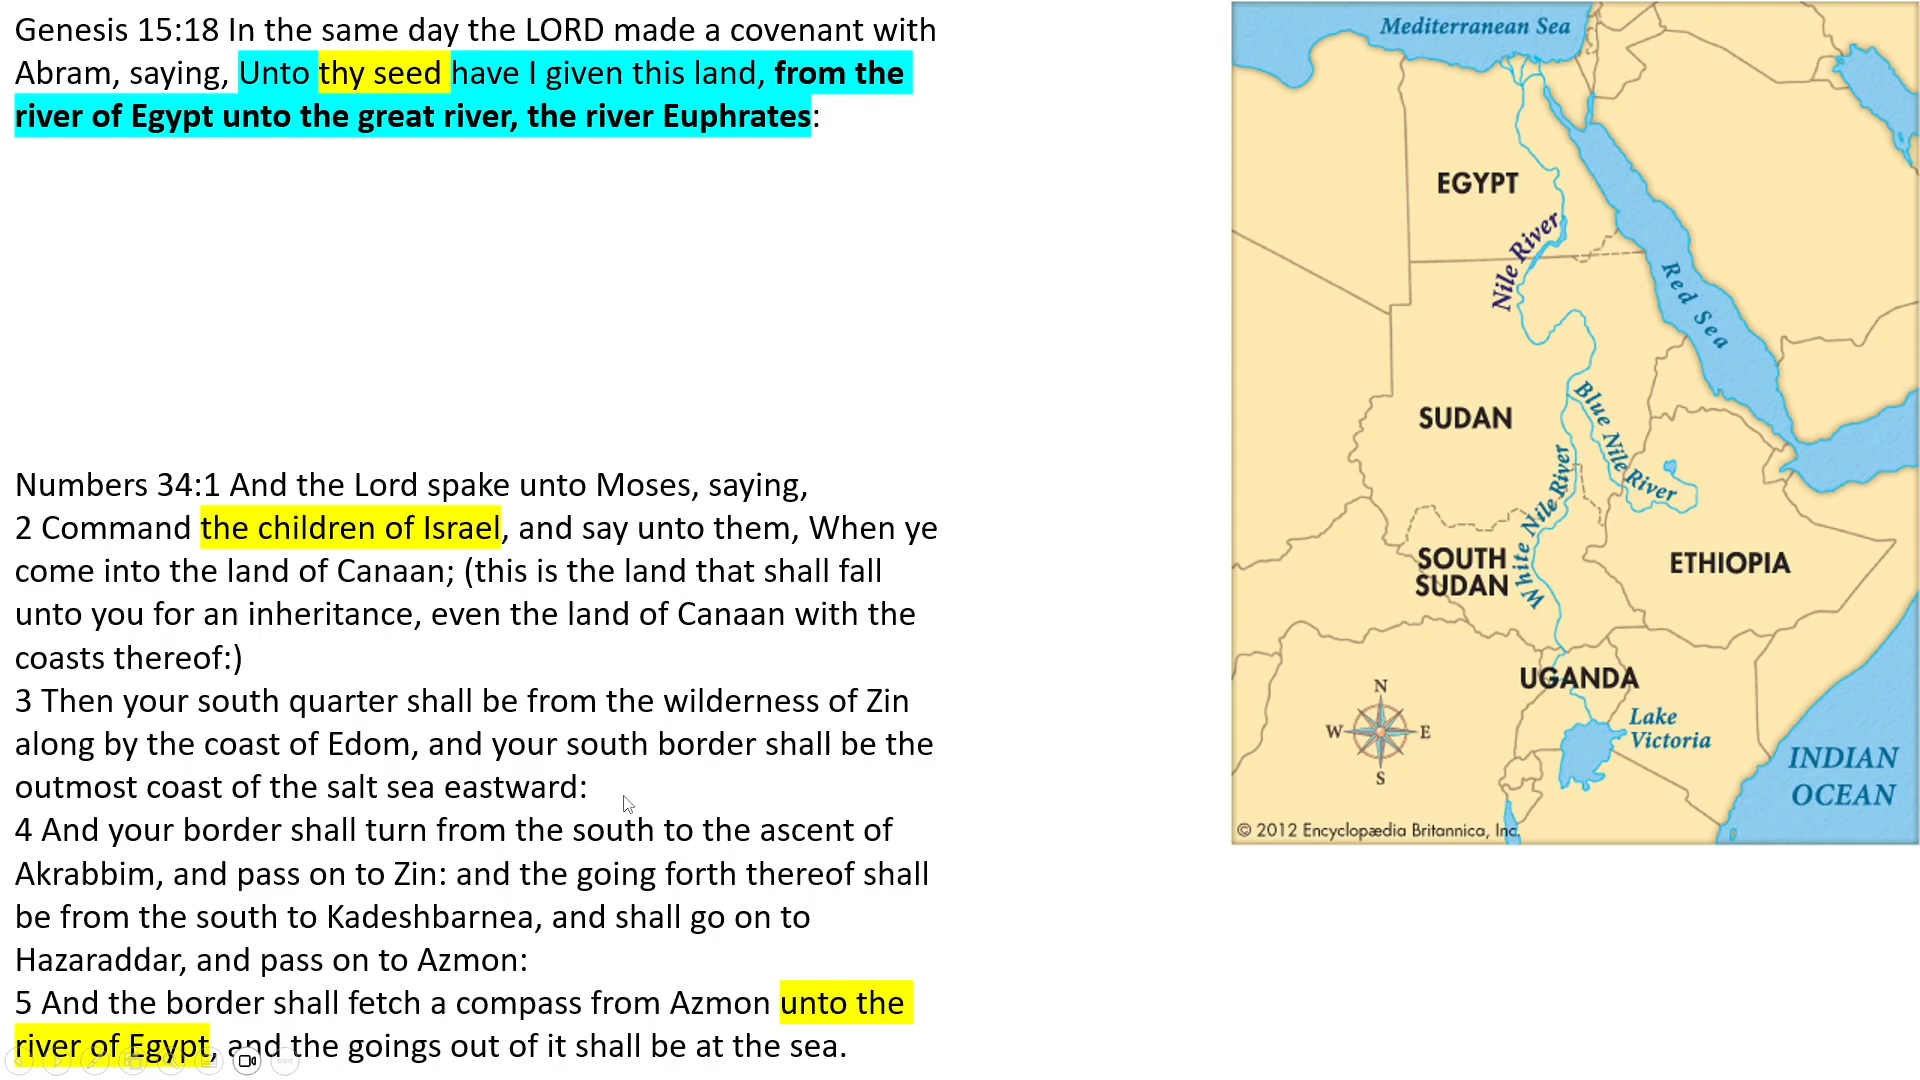 Genesis 15:18 In the same day the LORD made a covenant with
Abram, saying, Unto thy seed have I given this land, from the
river of Egypt unto the great river, the river Euphrates:
Numbers 34:1 And the Lord spake unto Moses, saying,
2 Command the children of Israel, and say unto them, When ye
come into the land of Canaan; (this is the land that shall fall
unto you for an inheritance, even the land of Canaan with the
coasts thereof:)
3 Then your south quarter shall be from the wilderness of Zin
along by the coast of Edom, and your south border shall be the
outmost coast of the salt sea eastward:
4 And your border shall turn from the south to the ascent of
Akrabbim, and pass on to Zin: and the going forth thereof shall
be from the south to Kadeshbarnea, and shall go on to
Hazaraddar, and pass on to Azmon:
5 And the border shall fetch a compass from Azmon unto the
river of Egypt, and the goings out of it shall be at the sea.
Mediterranean Sea
EGYPT
Nile River
Red Sea
SUDAN
Blue Nile River
White Nile River
SOUTH
SUDAN
ETHIOPIA
UGANDA
N
W
E
S
Lake
Victoria
INDIAN
OCEAN
© 2012 Encyclopædia Britannica, Inc.